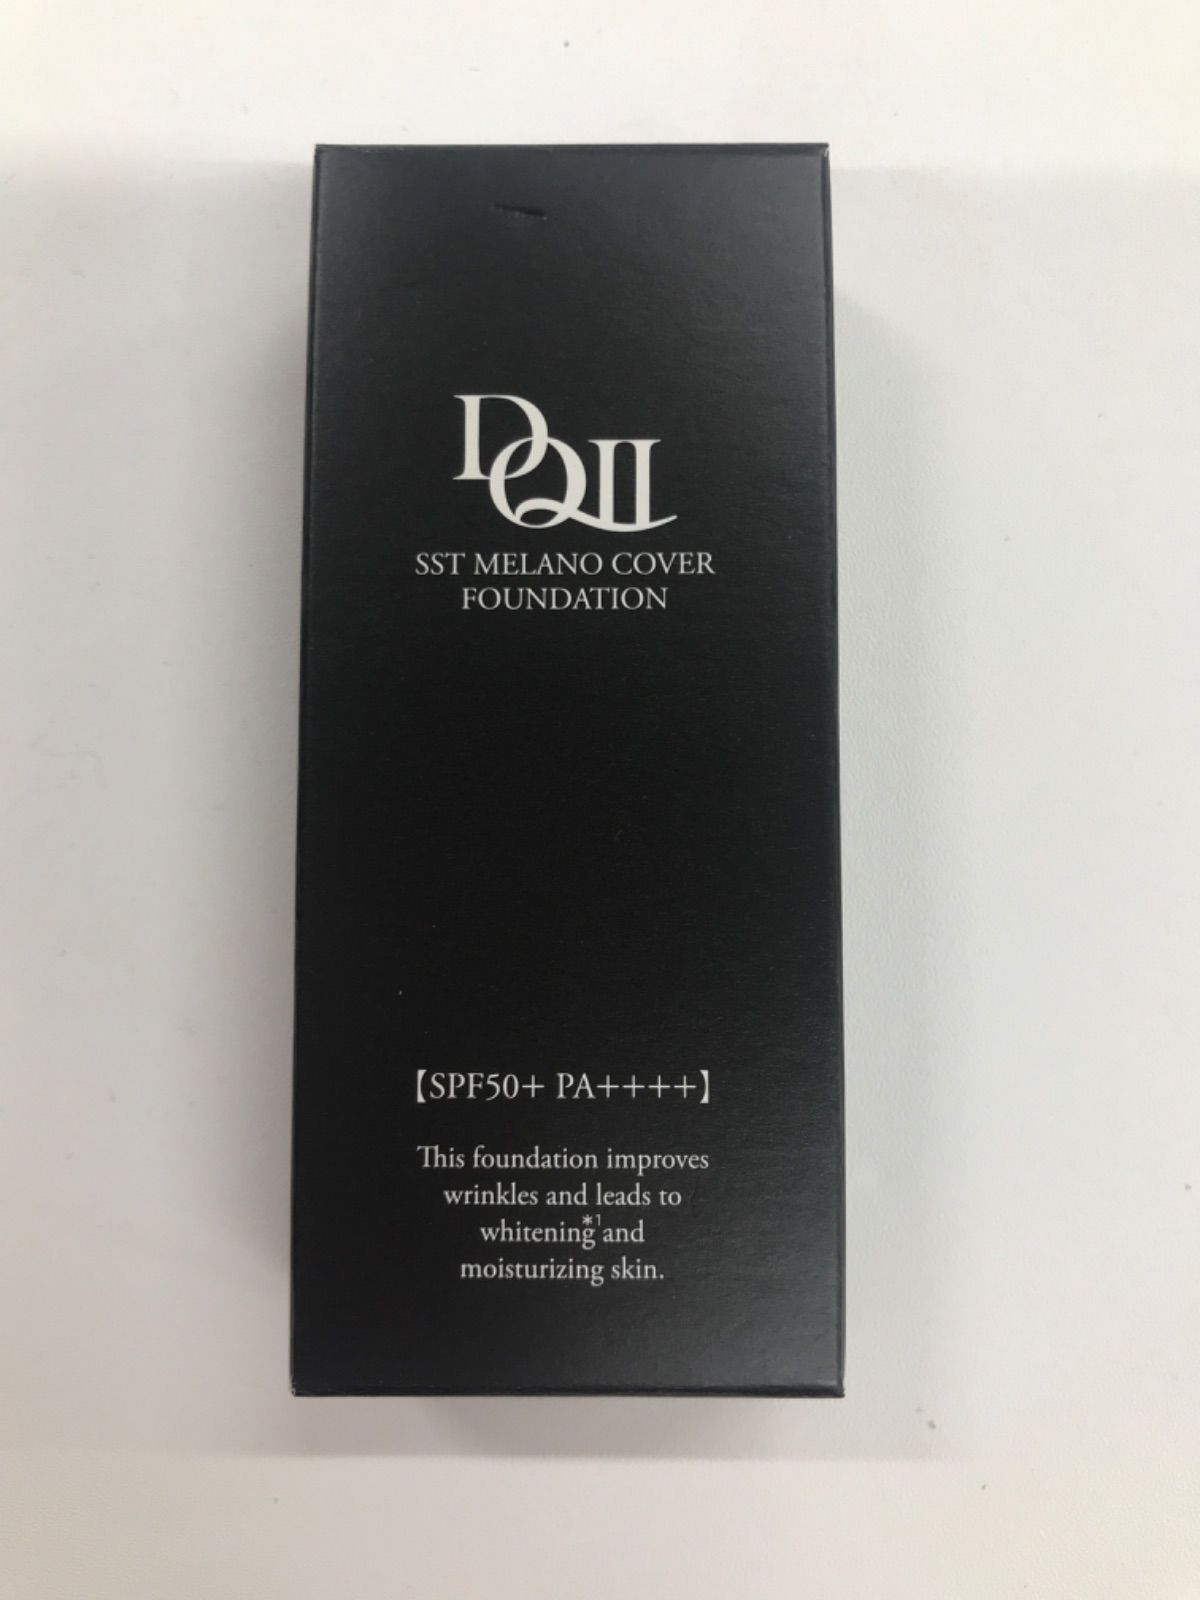 DQII
SST MELANO COVER
FOUNDATION
【SPF50+ PA++++】
This foundation improves
wrinkles and leads to
whitening*1 and
moisturizing skin.